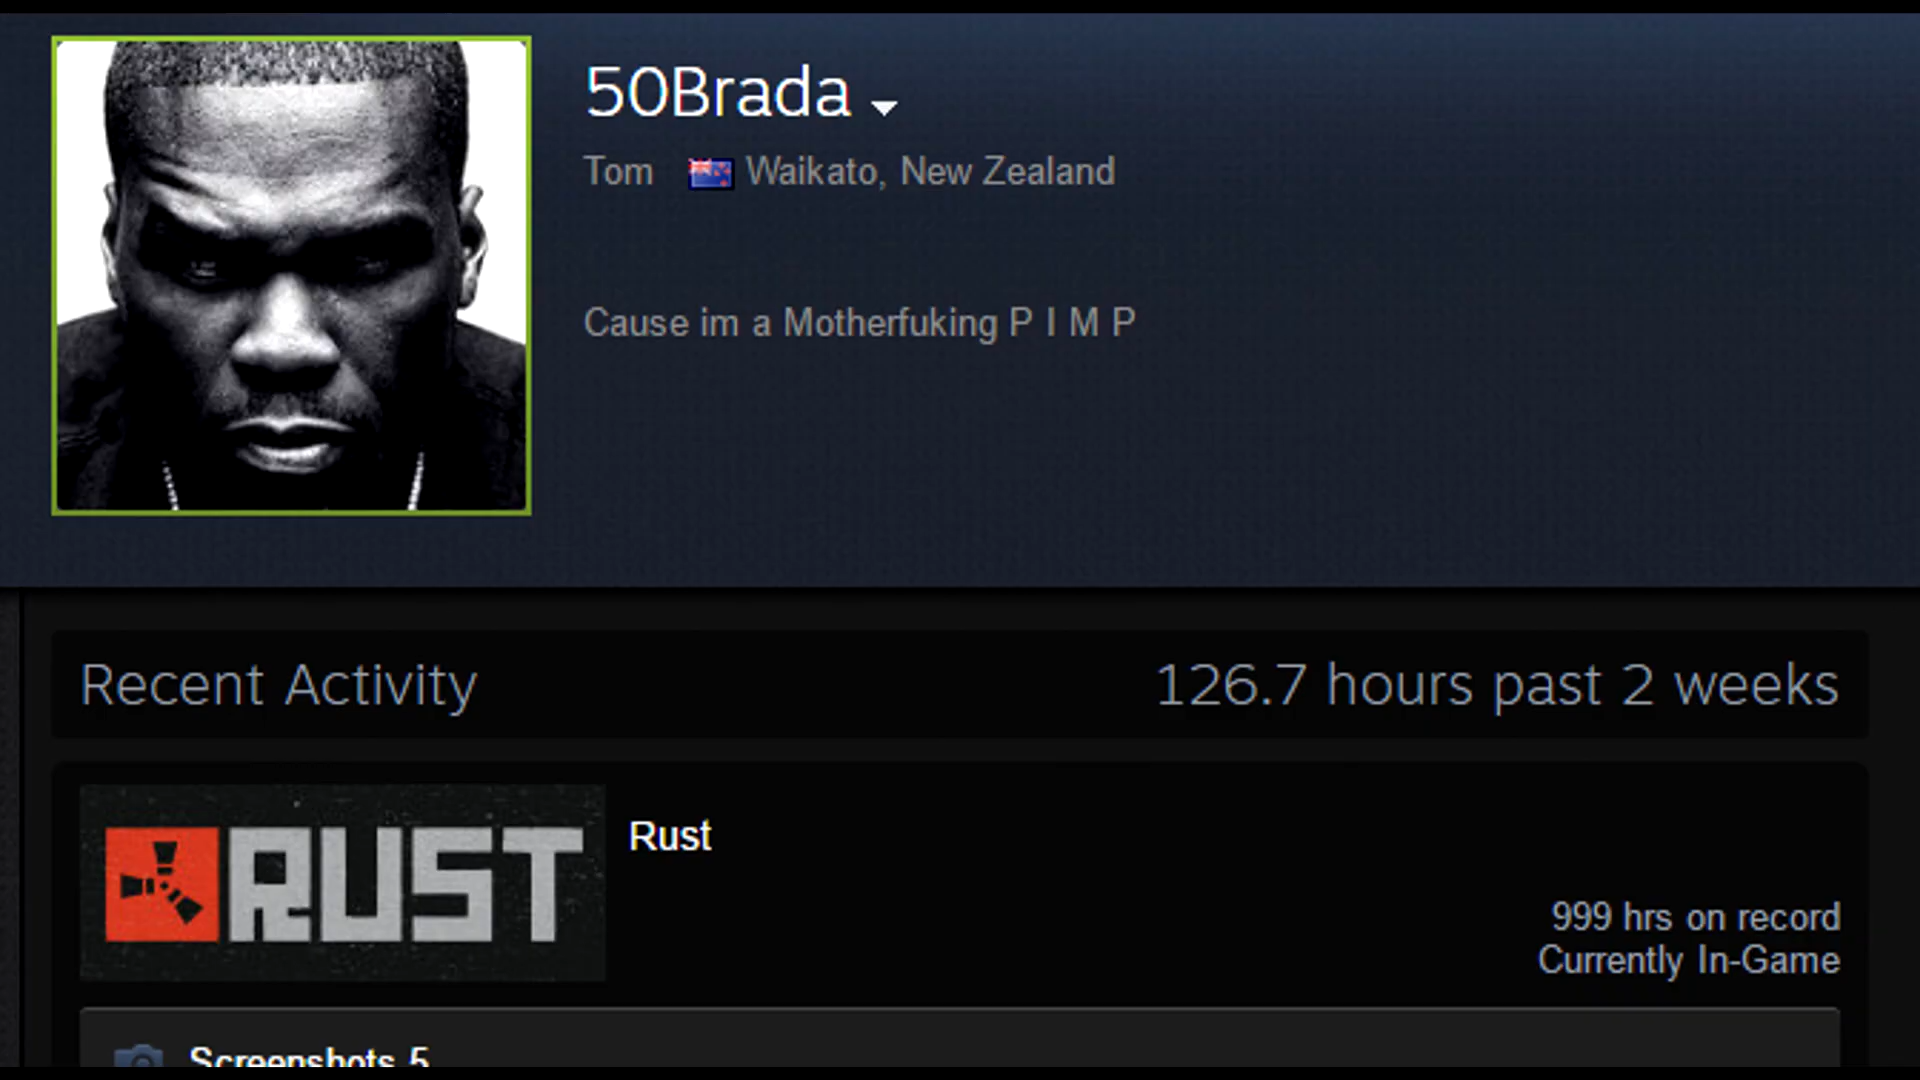 50Brada
Tom Waikato, New Zealand
Cause im a Motherfuking P I M P
Recent Activity 126.7 hours past 2 weeks
RUST
Rust
999 hrs on record
Currently In-Game
Screenshots 5